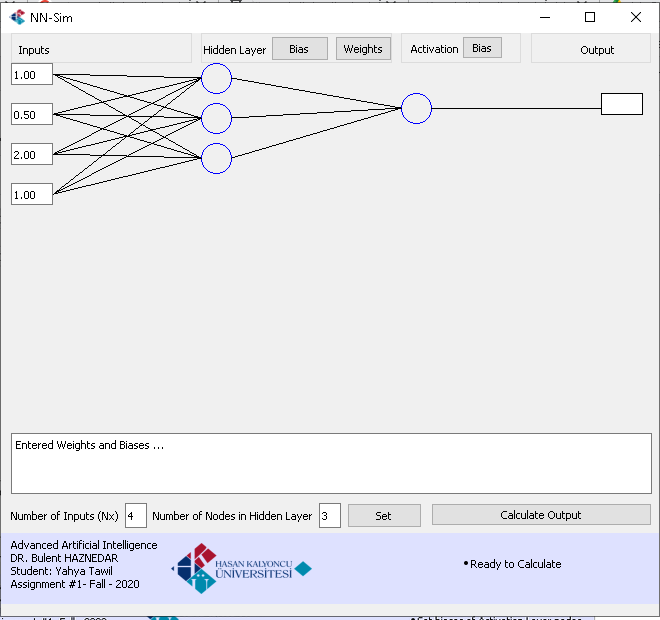 NN-Sim
Inputs
Hidden Layer Bias Weights
Activation Bias
Output
1.00
0.50
2.00
1.00
Entered Weights and Biases ...
Number of Inputs (Nx) 4 Number of Nodes in Hidden Layer 3 Set Calculate Output
Advanced Artificial Intelligence
DR. Bulent HAZNEDAR
Student: Yahya Tawil
Assignment #1- Fall - 2020
HASAN KALYONCU
ÜNİVERSİTESİ
•Ready to Calculate